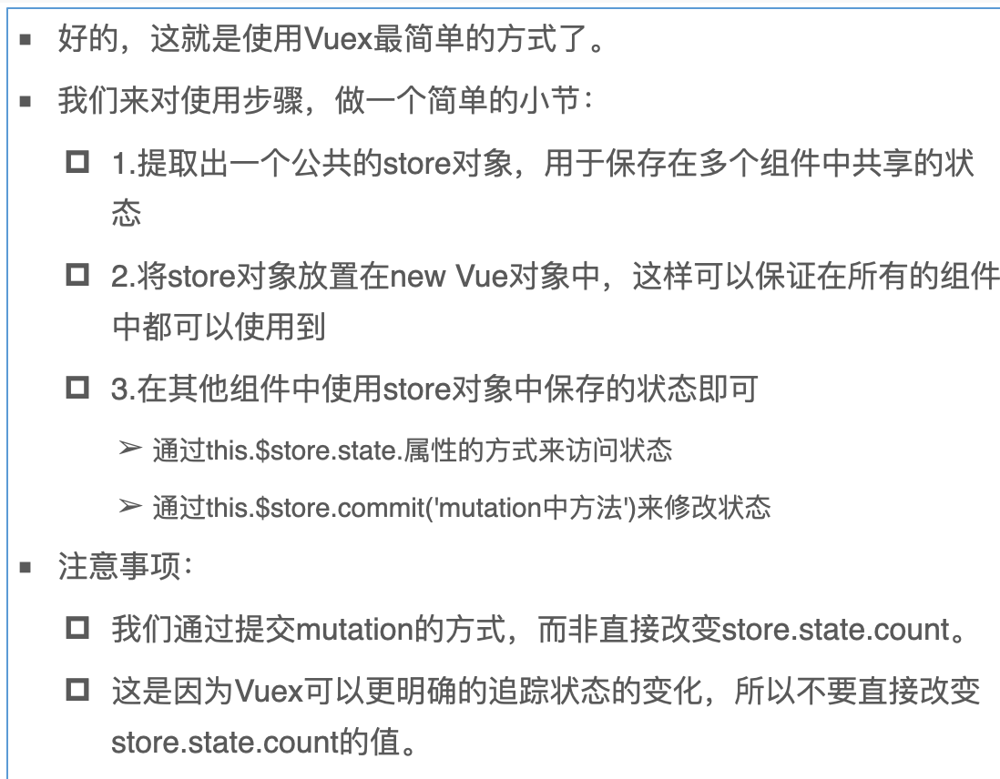 好的，这就是使用Vuex最简单的方式了。
我们来对使用步骤，做一个简单的小节：
1.提取出一个公共的store对象，用于保存在多个组件中共享的状
态
2.将store对象放置在new Vue对象中，这样可以保证在所有的组件
中都可以使用到
3.在其他组件中使用store对象中保存的状态即可
通过this.$store.state.属性的方式来访问状态
通过this.$store.commit('mutation中方法')来修改状态
注意事项：
我们通过提交mutation的方式，而非直接改变store.state.count。
这是因为Vuex可以更明确的追踪状态的变化，所以不要直接改变
store.state.count的值。